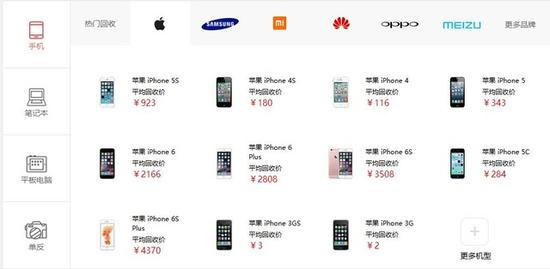 手机
笔记本
平板电脑
单反
热门回收
SAMSUNG
mi
oppo
MEIZU
更多品牌
苹果 iPhone 5S
平均回收价
¥923
苹果 iPhone 4S
平均回收价
¥180
苹果 iPhone 4
平均回收价
¥116
苹果 iPhone 5
平均回收价
¥343
苹果 iPhone 6
平均回收价
¥2166
苹果 iPhone 6
Plus
平均回收价
¥2808
苹果 iPhone 6S
平均回收价
¥3508
苹果 iPhone 5C
平均回收价
¥284
苹果 iPhone 6S
Plus
平均回收价
¥4370
苹果 iPhone 3GS
平均回收价
¥3
苹果 iPhone 3G
平均回收价
¥2
更多机型